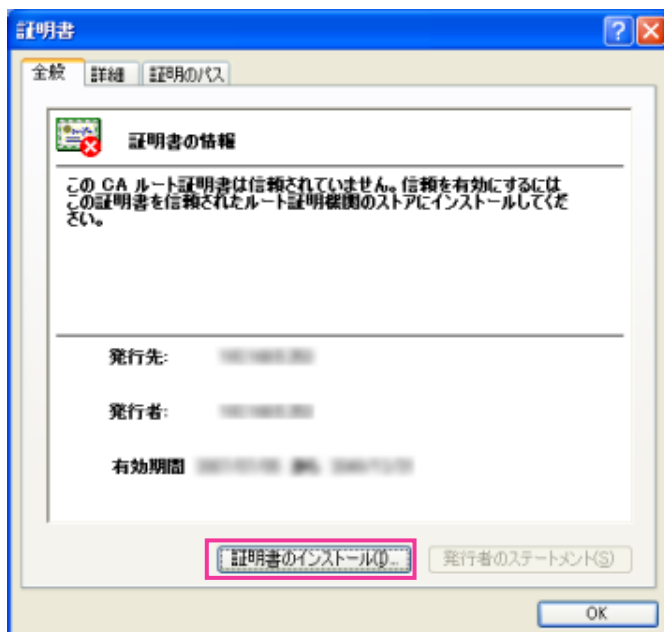 証明書
全般 詳細 証明のパス
証明書の情報
この CA ルート証明書は信頼されていません。信頼を有効にするには
この証明書を信頼されたルート証明機関のストアにインストールしてくだ
さい。
発行先:
発行者:
有効期間
証明書のインストール(I)... 発行者のステートメント(S)
OK